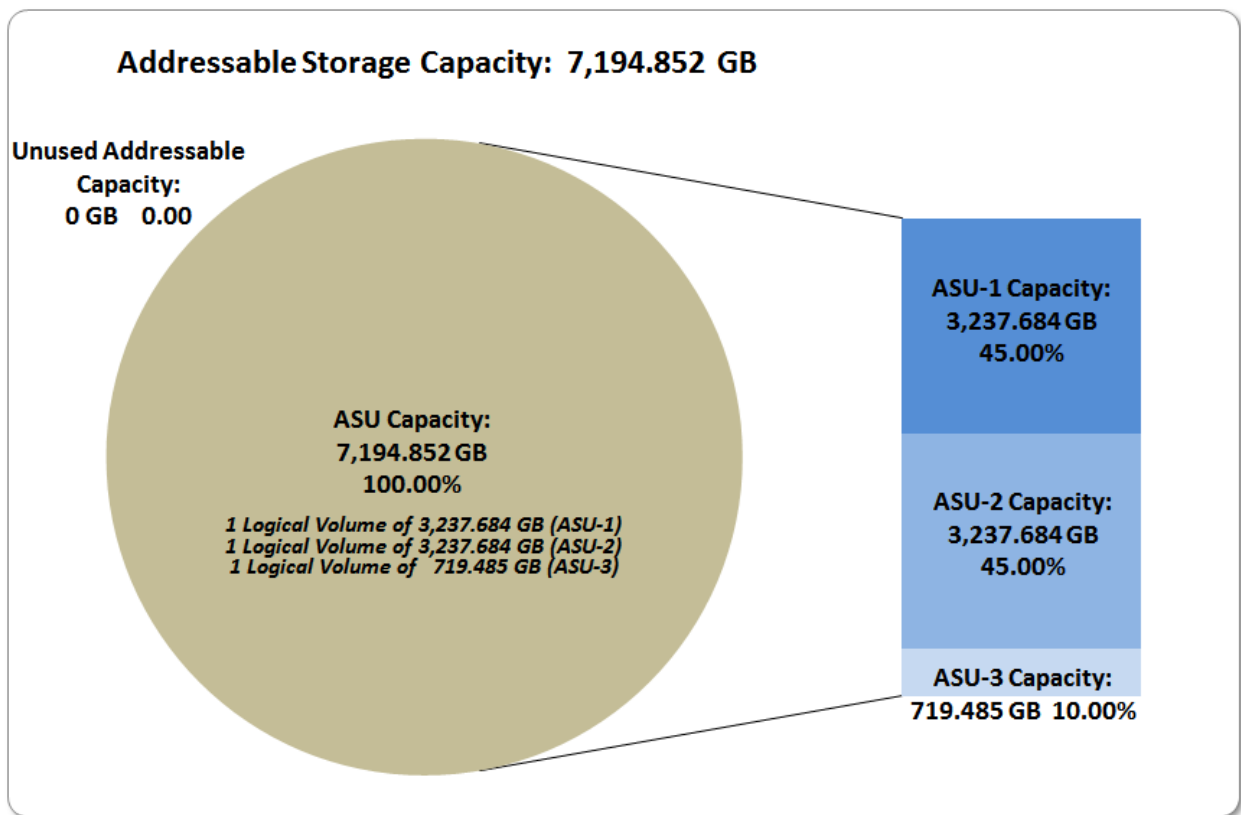 Addressable Storage Capacity: 7,194.852 GB
Unused Addressable
Capacity:
0 GB 0.00
ASU Capacity:
7,194.852 GB
100.00%
1 Logical Volume of 3,237.684 GB (ASU-1)
1 Logical Volume of 3,237.684 GB (ASU-2)
1 Logical Volume of 719.485 GB (ASU-3)
ASU-1 Capacity:
3,237.684 GB
45.00%
ASU-2 Capacity:
3,237.684 GB
45.00%
ASU-3 Capacity:
719.485 GB 10.00%